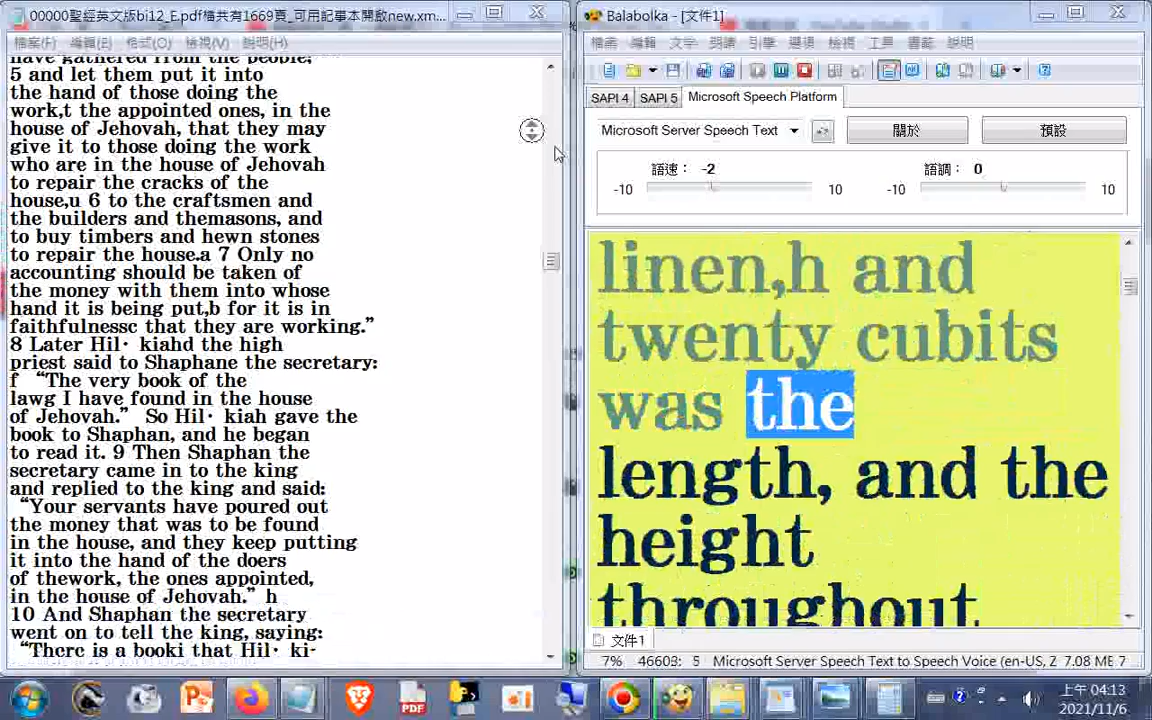 00000聖經英文版bi12_E.pdf檔共有1669頁_可用記事本開啟new.xm...
檔案(F) 編輯(E) 格式(O) 檢視(V) 說明(H)
have gathered from the people;
5 and let them put it into
the hand of those doing the
work,t the appointed ones, in the
house of Jehovah, that they may
give it to those doing the work
who are in the house of Jehovah
to repair the cracks of the
house,u 6 to the craftsmen and
the builders and themasons, and
to buy timbers and hewn stones
to repair the house.a 7 Only no
accounting should be taken of
the money with them into whose
hand it is being put,b for it is in
faithfulnessc that they are working.”
8 Later Hil· kiahd the high
priest said to Shaphane the secretary:
f “The very book of the
lawg I have found in the house
of Jehovah.” So Hil· kiah gave the
book to Shaphan, and he began
to read it. 9 Then Shaphan the
secretary came in to the king
and replied to the king and said:
“Your servants have poured out
the money that was to be found
in the house, and they keep putting
it into the hand of the doers
of thework, the ones appointed,
in the house of Jehovah.” h
10 And Shaphan the secretary
went on to tell the king, saying:
“There is a booki that Hil· ki-
Balabolka - [文件1]
檔案 編輯 文字 朗讀 引擎 選項 檢視 工具 書籤 說明
SAPI 4 SAPI 5 Microsoft Speech Platform
Microsoft Server Speech Text 關於 預設
語速： -2 語調： 0
-10 10 -10 10
linen,h and
twenty cubits
was the
length, and the
height
throughout
文件1
7% 46603: 5 Microsoft Server Speech Text to Speech Voice (en-US, Z 7.08 ME 7
PDF
上午 04:13
2021/11/6